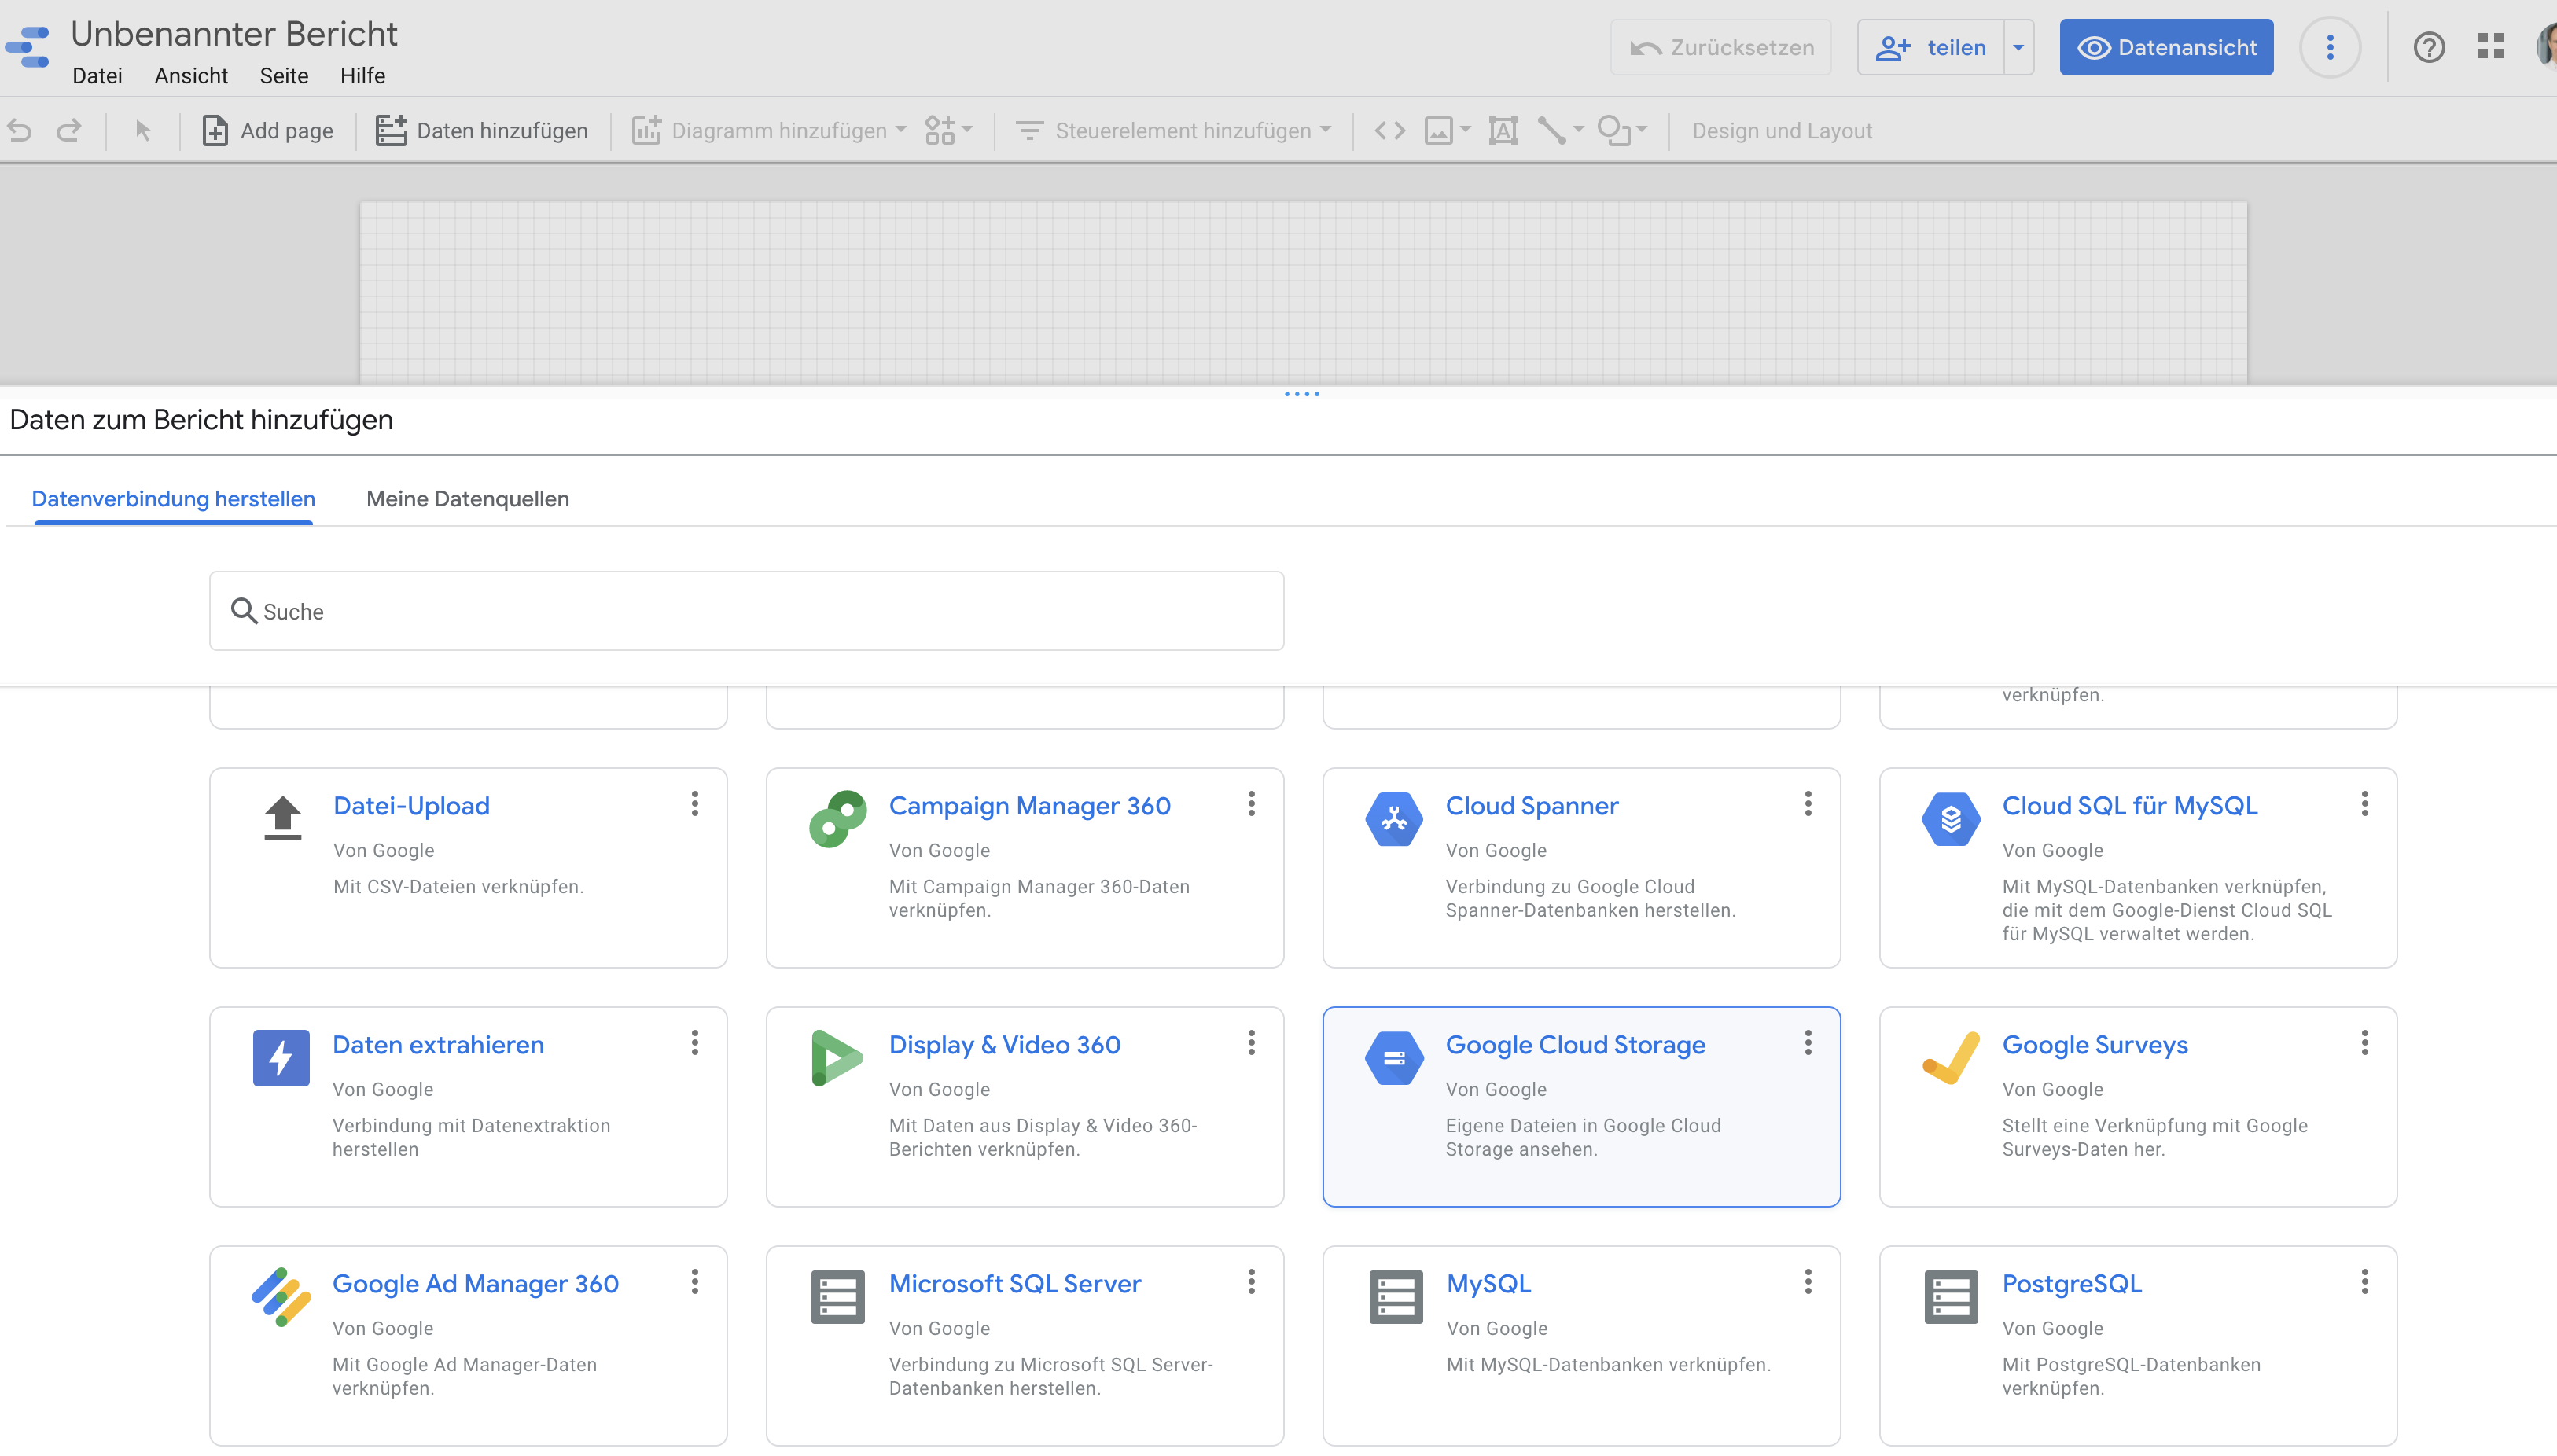 Unbenannter Bericht
Datei Ansicht Seite Hilfe
Zurücksetzen
teilen
Datenansicht
Add page
Daten hinzufügen
Diagramm hinzufügen
Steuerelement hinzufügen
Design und Layout
Daten zum Bericht hinzufügen
Datenverbindung herstellen
Meine Datenquellen
Suche
verknüpfen.
Datei-Upload
Von Google
Mit CSV-Dateien verknüpfen.
Campaign Manager 360
Von Google
Mit Campaign Manager 360-Daten
verknüpfen.
Cloud Spanner
Von Google
Verbindung zu Google Cloud
Spanner-Datenbanken herstellen.
Cloud SQL für MySQL
Von Google
Mit MySQL-Datenbanken verknüpfen,
die mit dem Google-Dienst Cloud SQL
für MySQL verwaltet werden.
Daten extrahieren
Von Google
Verbindung mit Datenextraktion
herstellen
Display & Video 360
Von Google
Mit Daten aus Display & Video 360-
Berichten verknüpfen.
Google Cloud Storage
Von Google
Eigene Dateien in Google Cloud
Storage ansehen.
Google Surveys
Von Google
Stellt eine Verknüpfung mit Google
Surveys-Daten her.
Google Ad Manager 360
Von Google
Mit Google Ad Manager-Daten
verknüpfen.
Microsoft SQL Server
Von Google
Verbindung zu Microsoft SQL Server-
Datenbanken herstellen.
MySQL
Von Google
Mit MySQL-Datenbanken verknüpfen.
PostgreSQL
Von Google
Mit PostgreSQL-Datenbanken
verknüpfen.